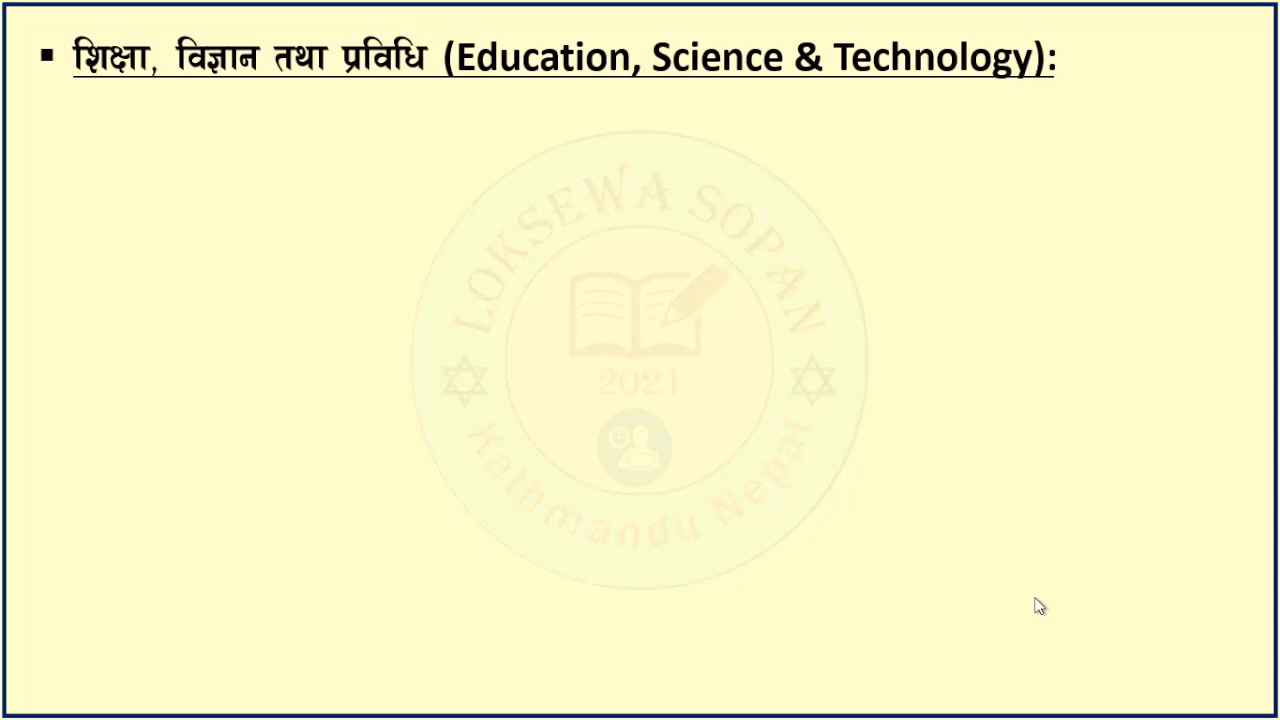 ▪ शिक्षा, विज्ञान तथा प्रविधि (Education, Science & Technology):
LOKSEWA SOPAN
2021
Kathmandu Nepal